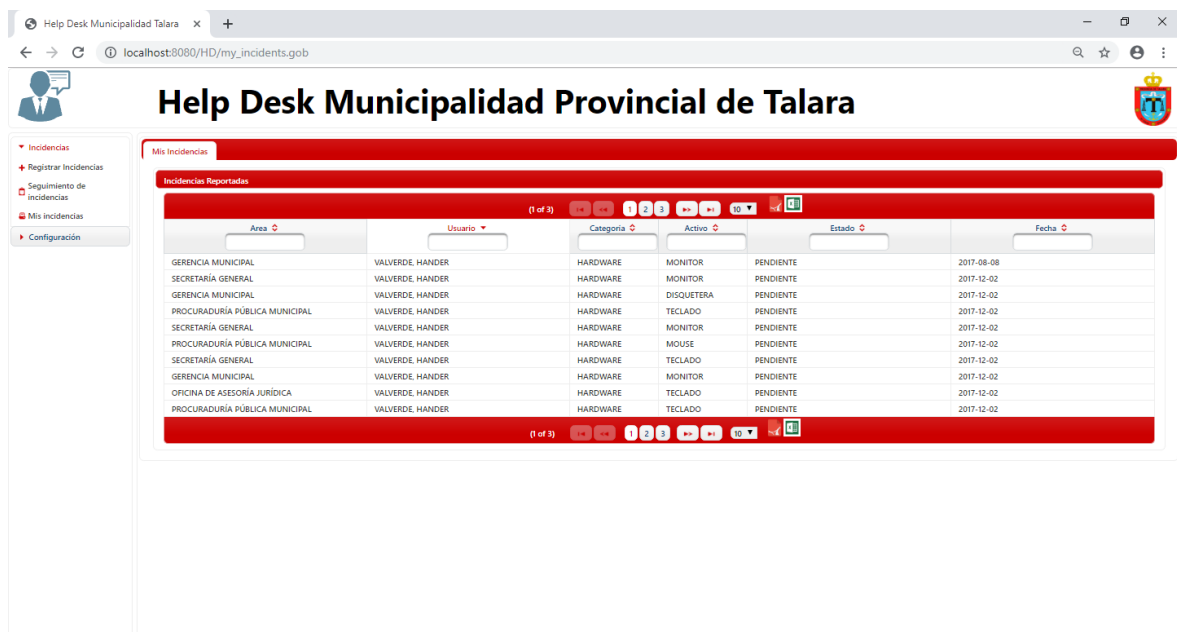 Help Desk Municipalidad Talara
localhost:8080/HD/my_incidents.gob
Help Desk Municipalidad Provincial de Talara
Incidencias
Registrar Incidencias
Seguimiento de
incidencias
Mis incidencias
Configuración
Mis Incidencias
Incidencias Reportadas
(1 of 3) 1 2 3 10
Area Usuario Categoria Activo Estado Fecha
GERENCIA MUNICIPAL VALVERDE, HANDER HARDWARE MONITOR PENDIENTE 2017-08-08
SECRETARÍA GENERAL VALVERDE, HANDER HARDWARE MONITOR PENDIENTE 2017-12-02
GERENCIA MUNICIPAL VALVERDE, HANDER HARDWARE DISQUETERA PENDIENTE 2017-12-02
PROCURADURÍA PÚBLICA MUNICIPAL VALVERDE, HANDER HARDWARE TECLADO PENDIENTE 2017-12-02
SECRETARÍA GENERAL VALVERDE, HANDER HARDWARE MONITOR PENDIENTE 2017-12-02
PROCURADURÍA PÚBLICA MUNICIPAL VALVERDE, HANDER HARDWARE MOUSE PENDIENTE 2017-12-02
SECRETARÍA GENERAL VALVERDE, HANDER HARDWARE TECLADO PENDIENTE 2017-12-02
GERENCIA MUNICIPAL VALVERDE, HANDER HARDWARE MONITOR PENDIENTE 2017-12-02
OFICINA DE ASESORÍA JURÍDICA VALVERDE, HANDER HARDWARE TECLADO PENDIENTE 2017-12-02
PROCURADURÍA PÚBLICA MUNICIPAL VALVERDE, HANDER HARDWARE TECLADO PENDIENTE 2017-12-02
(1 of 3) 1 2 3 10